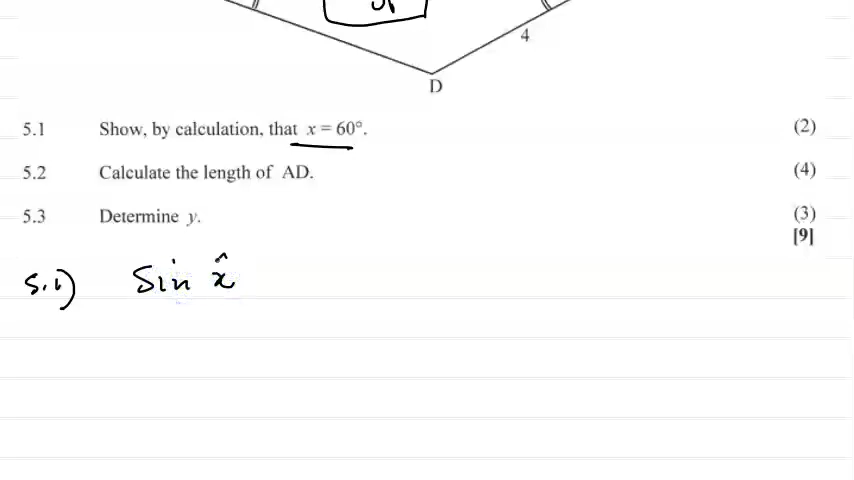 4
D
5.1 Show, by calculation, that x = 60°. (2)
5.2 Calculate the length of AD. (4)
5.3 Determine y. (3)
[9]
5.1) Sin x̂